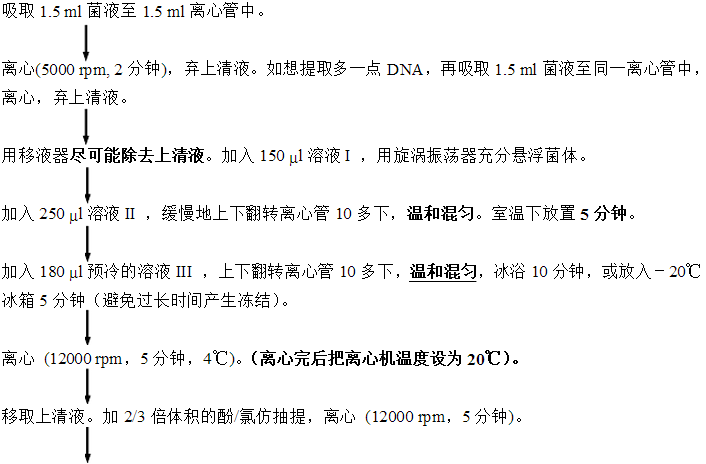 吸取 1.5 ml 菌液至 1.5 ml 离心管中。
离心(5000 rpm, 2 分钟)，弃上清液。如想提取多一点 DNA，再吸取 1.5 ml 菌液至同一离心管中，
离心，弃上清液。
用移液器尽可能除去上清液。加入 150 μl 溶液 I ，用旋涡振荡器充分悬浮菌体。
加入 250 μl 溶液 II ，缓慢地上下翻转离心管 10 多下，温和混匀。室温下放置 5 分钟。
加入 180 μl 预冷的溶液 III ，上下翻转离心管 10 多下，温和混匀，冰浴 10 分钟，或放入－20℃
冰箱 5 分钟（避免过长时间产生冻结）。
离心 (12000 rpm，5 分钟，4℃)。（离心完后把离心机温度设为 20℃）。
移取上清液。加 2/3 倍体积的酚/氯仿抽提，离心 (12000 rpm，5 分钟)。